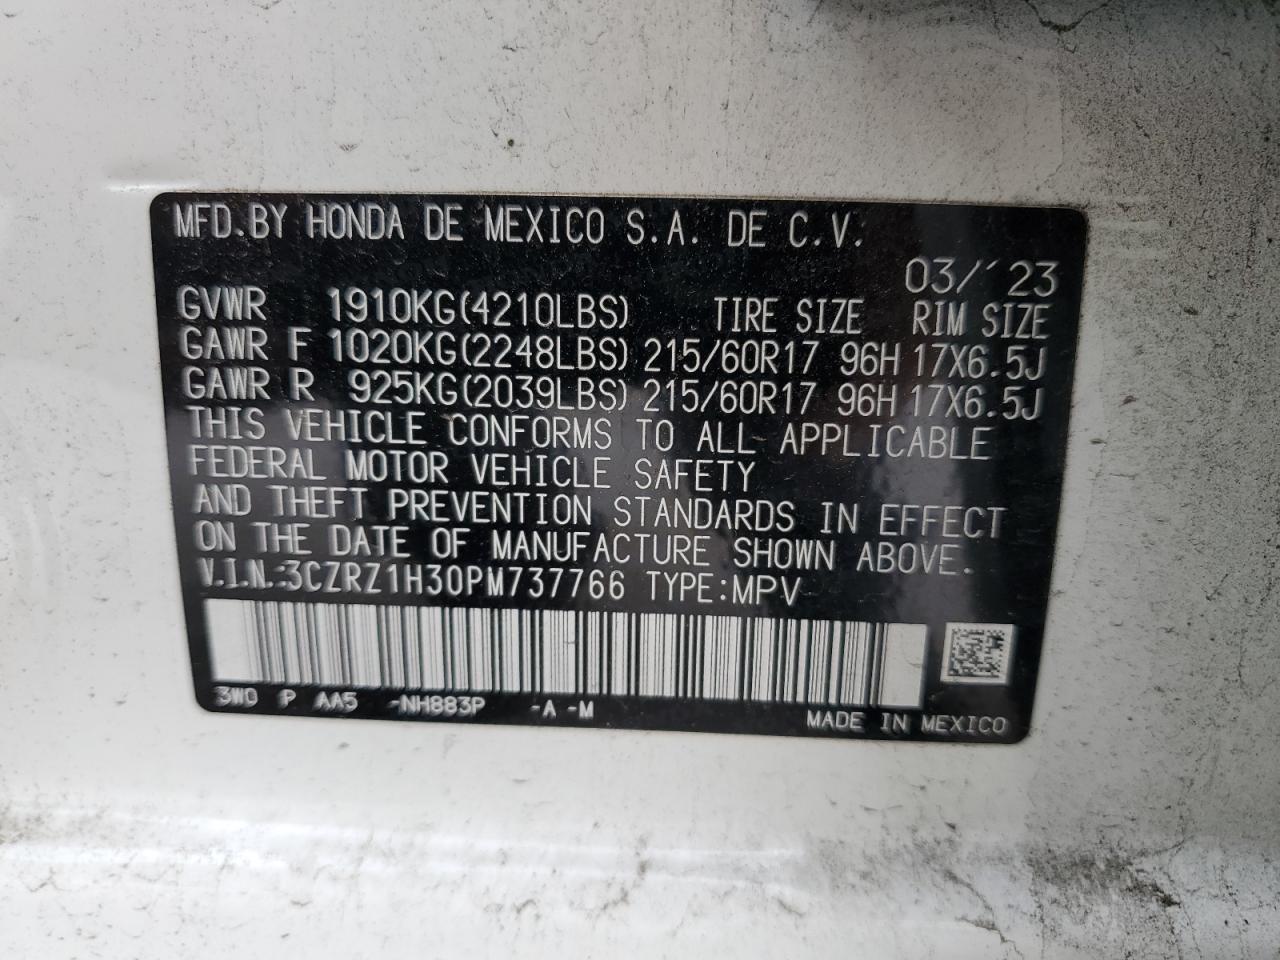 MFD.BY HONDA DE MEXICO S.A. DE C.V.
03/'23
GVWR 1910KG(4210LBS) TIRE SIZE RIM SIZE
GAWR F 1020KG(2248LBS) 215/60R17 96H 17X6.5J
GAWR R 925KG(2039LBS) 215/60R17 96H 17X6.5J
THIS VEHICLE CONFORMS TO ALL APPLICABLE
FEDERAL MOTOR VEHICLE SAFETY
AND THEFT PREVENTION STANDARDS IN EFFECT
ON THE DATE OF MANUFACTURE SHOWN ABOVE.
V.I.N.:3CZRZ1H30PM737766 TYPE:MPV
3W0 P AA5 -NH883P -A -M
MADE IN MEXICO